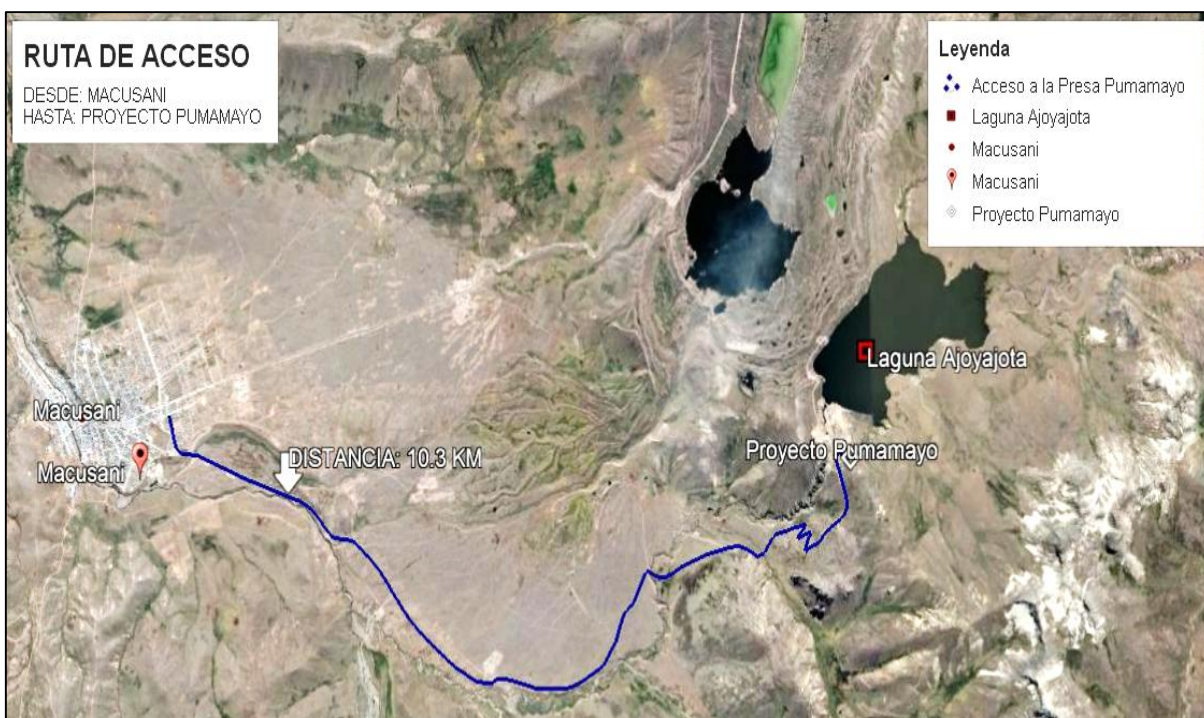 RUTA DE ACCESO
DESDE: MACUSANI
HASTA: PROYECTO PUMAMAYO
Leyenda
Acceso a la Presa Pumamayo
Laguna Ajoyajota
Macusani
Macusani
Proyecto Pumamayo
Laguna Ajoyajota
Macusani
Macusani
DISTANCIA: 10.3 KM
Proyecto Pumamayo